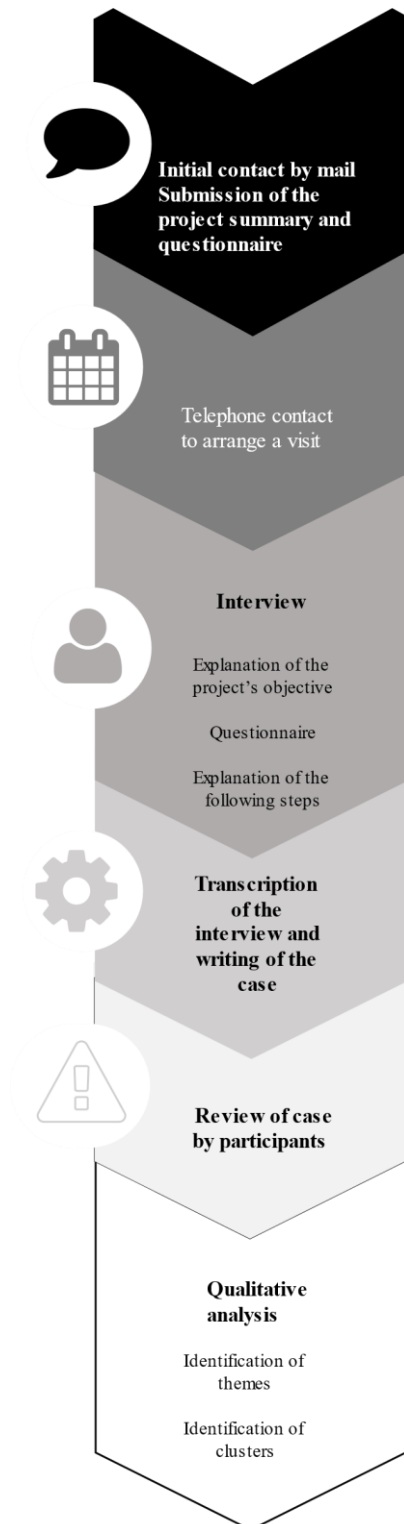 Initial contact by mail
Submission of the
project summary and
questionnaire
Telephone contact
to arrange a visit
Interview
Explanation of the
project's objective
Questionnaire
Explanation of the
following steps
Transcription
of the
interview and
writing of the
case
Review of case
by participants
Qualitative
analysis
Identification of
themes
Identification of
clusters